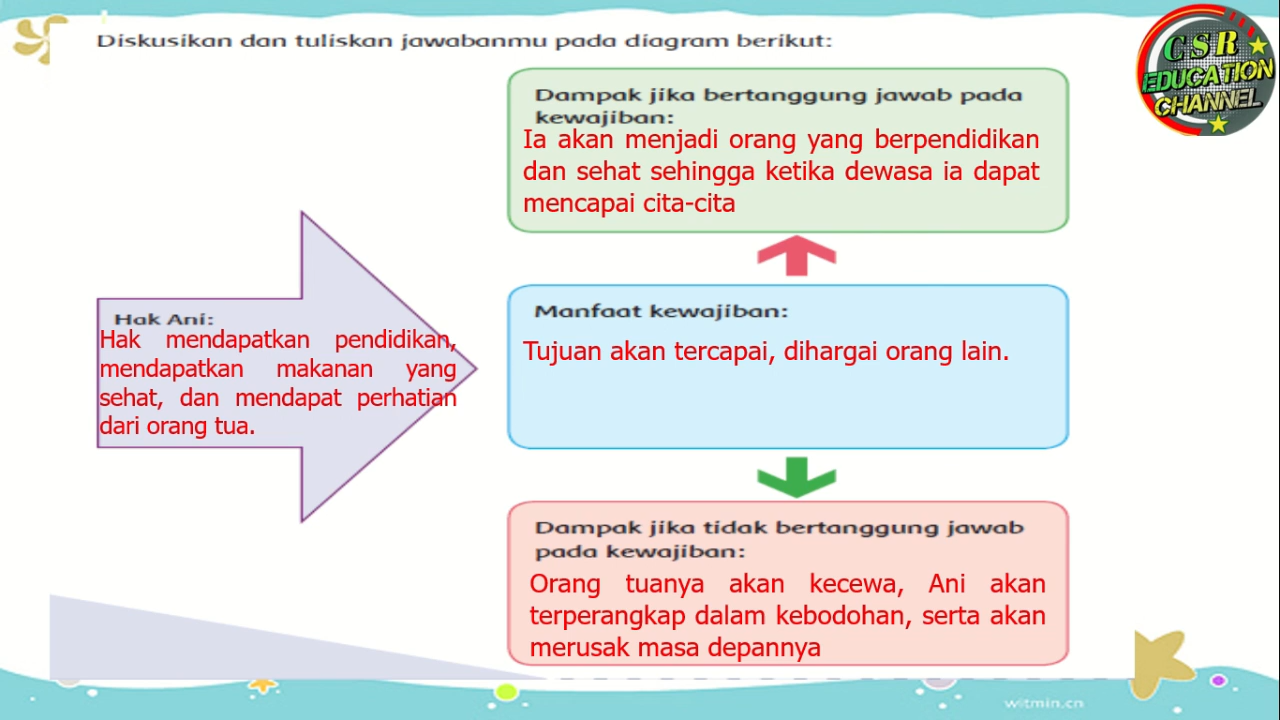 Diskusikan dan tuliskan jawabanmu pada diagram berikut:
CSR
EDUCATION
CHANNEL
Dampak jika bertanggung jawab pada
kewajiban:
Ia akan menjadi orang yang berpendidikan
dan sehat sehingga ketika dewasa ia dapat
mencapai cita-cita
Hak Ani:
Hak mendapatkan pendidikan,
mendapatkan makanan yang
sehat, dan mendapat perhatian
dari orang tua.
Manfaat kewajiban:
Tujuan akan tercapai, dihargai orang lain.
Dampak jika tidak bertanggung jawab
pada kewajiban:
Orang tuanya akan kecewa, Ani akan
terperangkap dalam kebodohan, serta akan
merusak masa depannya
witmin.cn